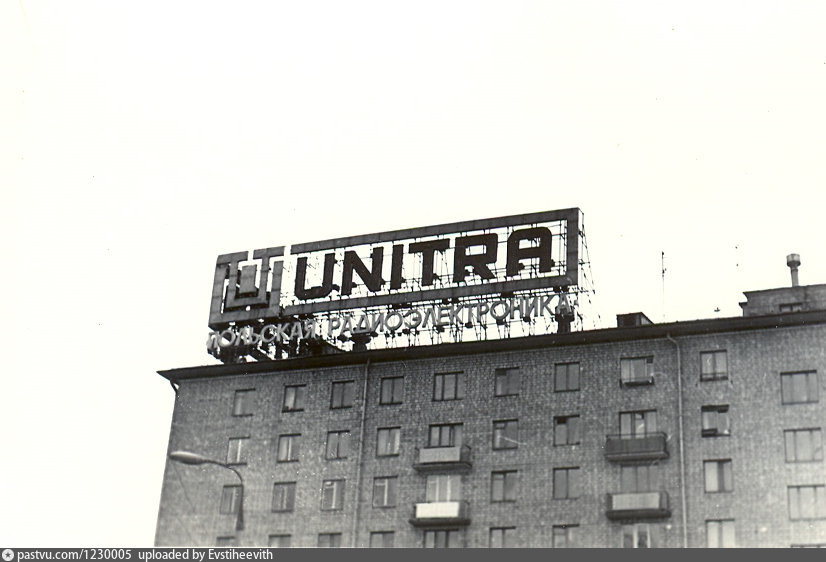 UNITRA
ПОЛЬСКАЯ РАДИОЭЛЕКТРОНИКА
pastvu.com/1230005 uploaded by Evstiheevith